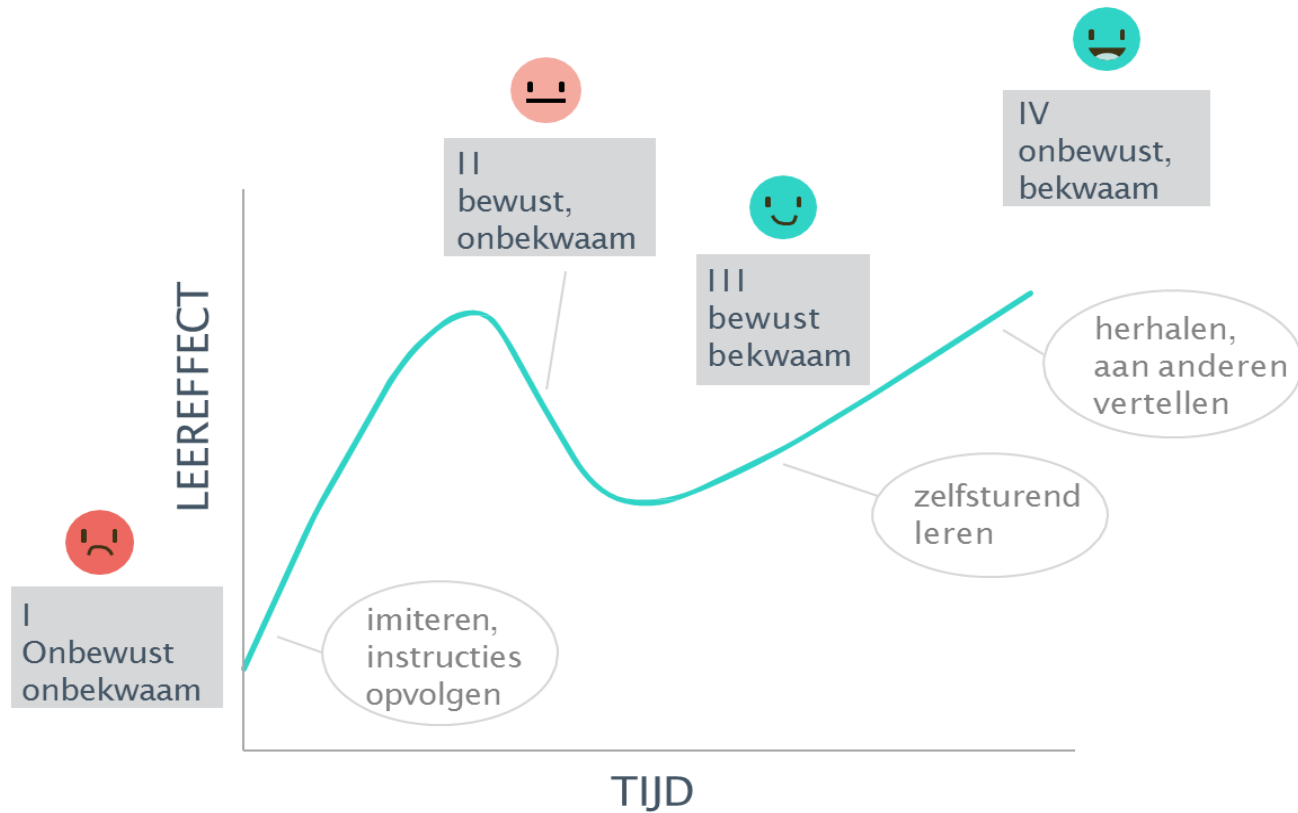 I
Onbewust
onbekwaam
II
bewust,
onbekwaam
III
bewust
bekwaam
IV
onbewust,
bekwaam
LEEREFFECT
imiteren,
instructies
opvolgen
zelfsturend
leren
herhalen,
aan anderen
vertellen
TIJD